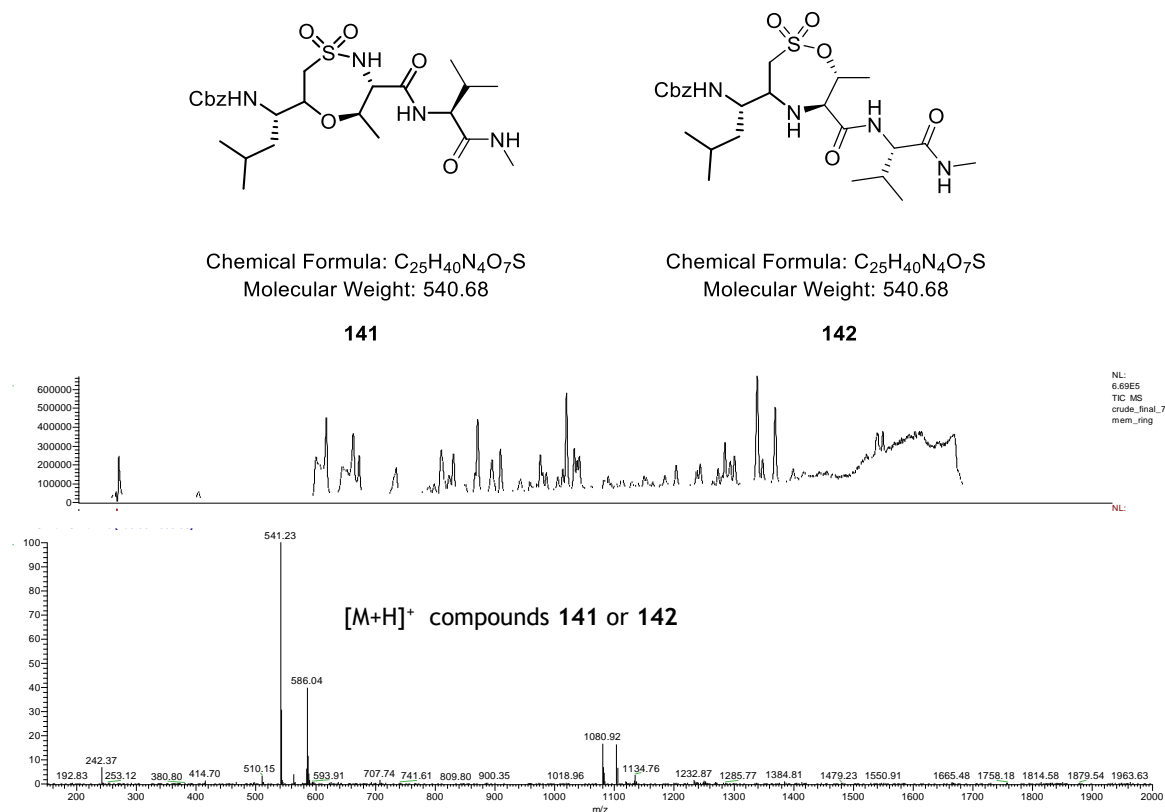 O O
S
NH
O
CbzHN
O
HN
NH
O
O O
S
O
CbzHN
N
H
H
N
O
O
N
H
Chemical Formula: C25H40N4O7S
Molecular Weight: 540.68
141
Chemical Formula: C25H40N4O7S
Molecular Weight: 540.68
142
600000
500000
400000
300000
200000
100000
0
NL:
6.69E5
TIC MS
crude_final_7
mem_ring
NL:
100
90
80
70
60
50
40
30
20
10
0
541.23
[M+H]+ compounds 141 or 142
586.04
1080.92
242.37
510.15
192.83
253.12
380.80
414.70
593.91
707.74
741.61
809.80
900.35
1018.96
1134.76
1232.87
1285.77
1384.81
1479.23
1550.91
1665.48
1758.18
1814.58
1879.54
1963.63
200 300 400 500 600 700 800 900 1000 1100 1200 1300 1400 1500 1600 1700 1800 1900 2000
m/z